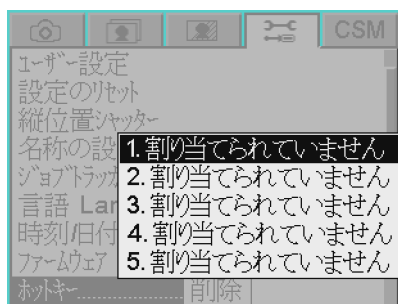 CSM
ユーザー設定
設定のリセット
縦位置シャッター
名称の設
1. 割り当てられていません
ジョブトラッカ
2. 割り当てられていません
言語 Lan
3. 割り当てられていません
時刻/日付
4. 割り当てられていません
ファームウェア
5. 割り当てられていません
ホットキー................ 削除